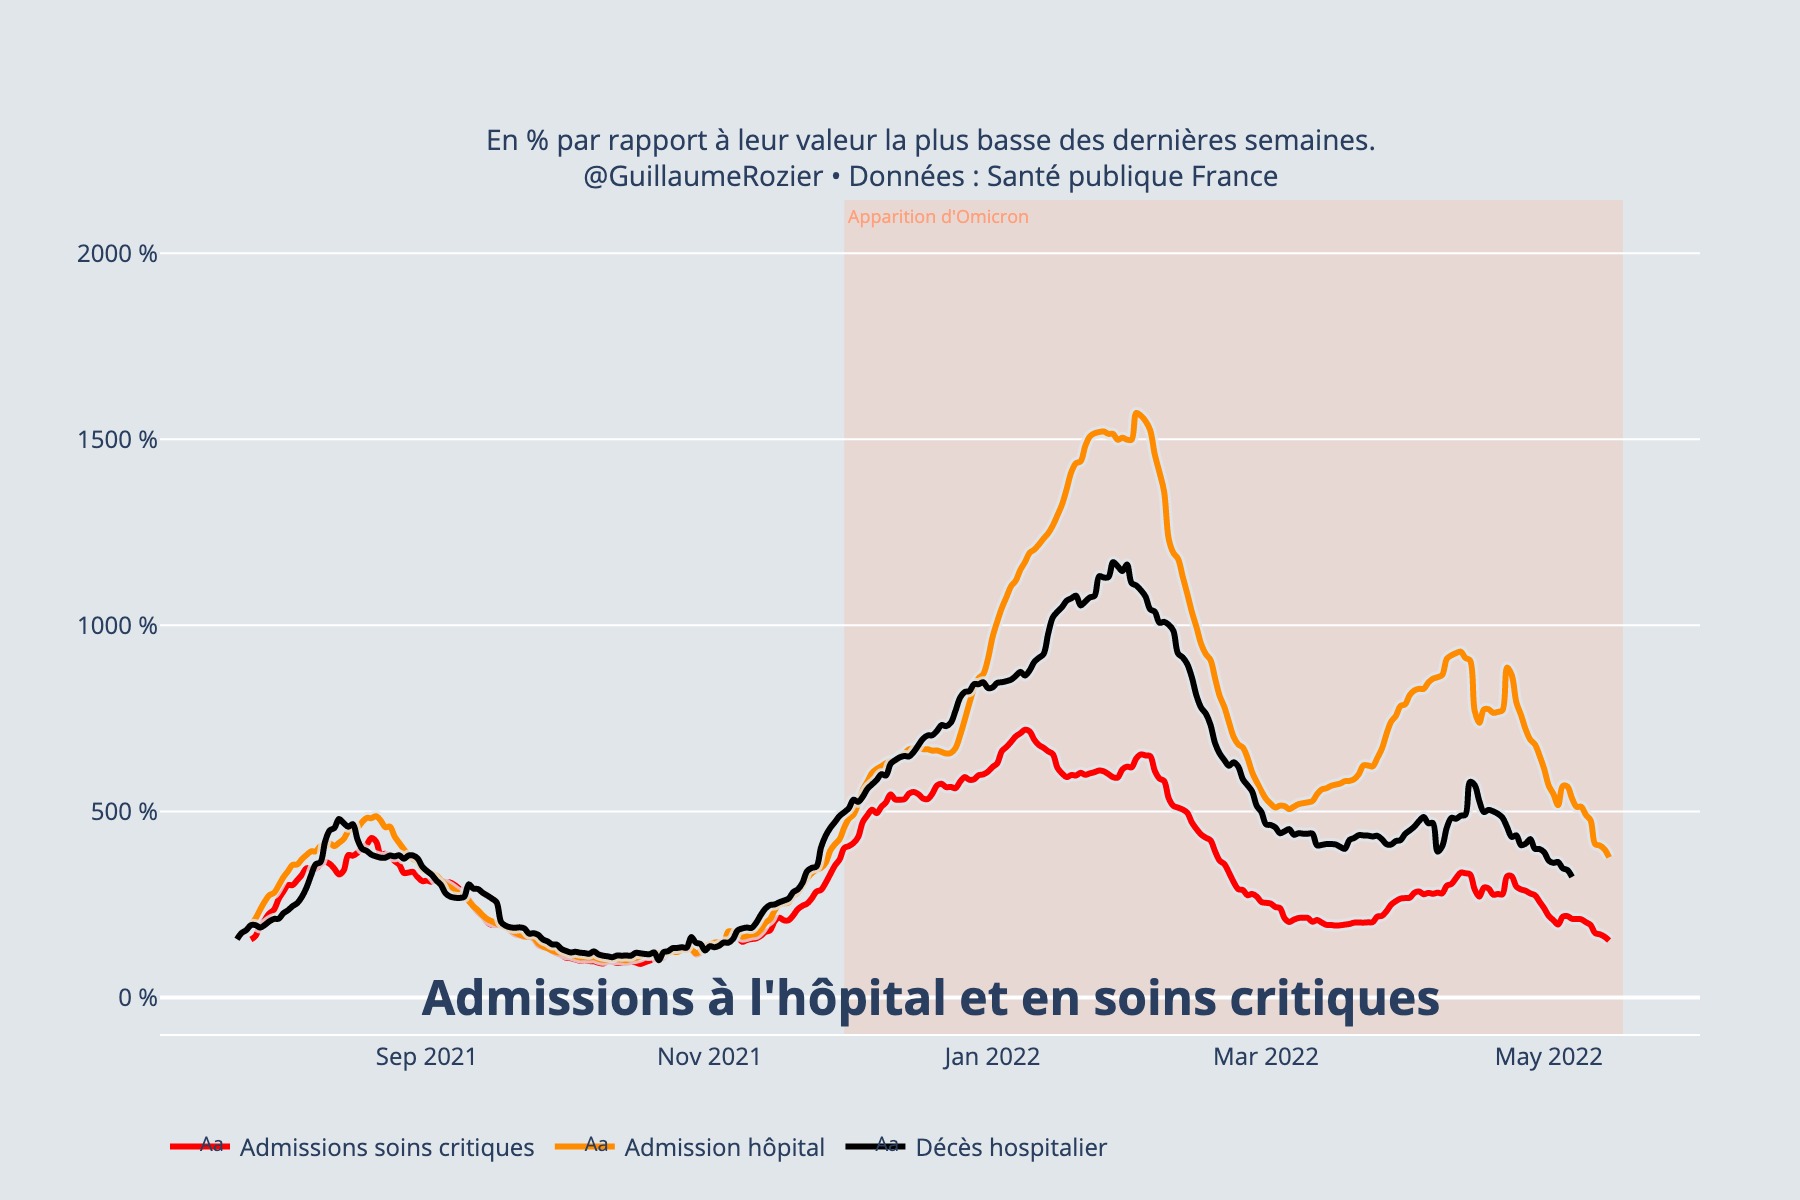 En % par rapport à leur valeur la plus basse des dernières semaines.
@GuillaumeRozier • Données : Santé publique France
Apparition d'Omicron
2000 %
1500 %
1000 %
500 %
0 %
Admissions à l'hôpital et en soins critiques
Sep 2021 Nov 2021 Jan 2022 Mar 2022 May 2022
Aa Admissions soins critiques Aa Admission hôpital Aa Décès hospitalier